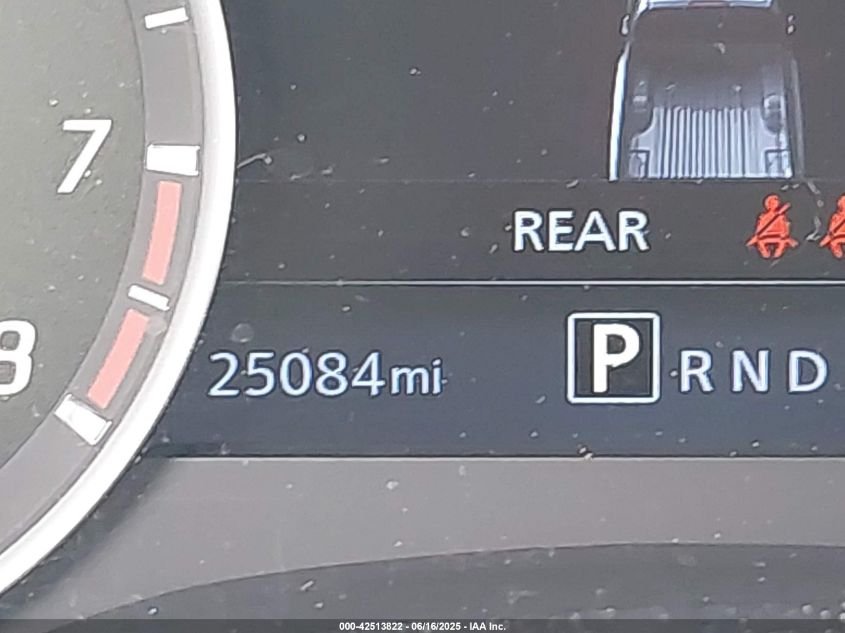 7
REAR
8
25084mi
P R N D
000-42513822 - 06/16/2025 - IAA Inc.